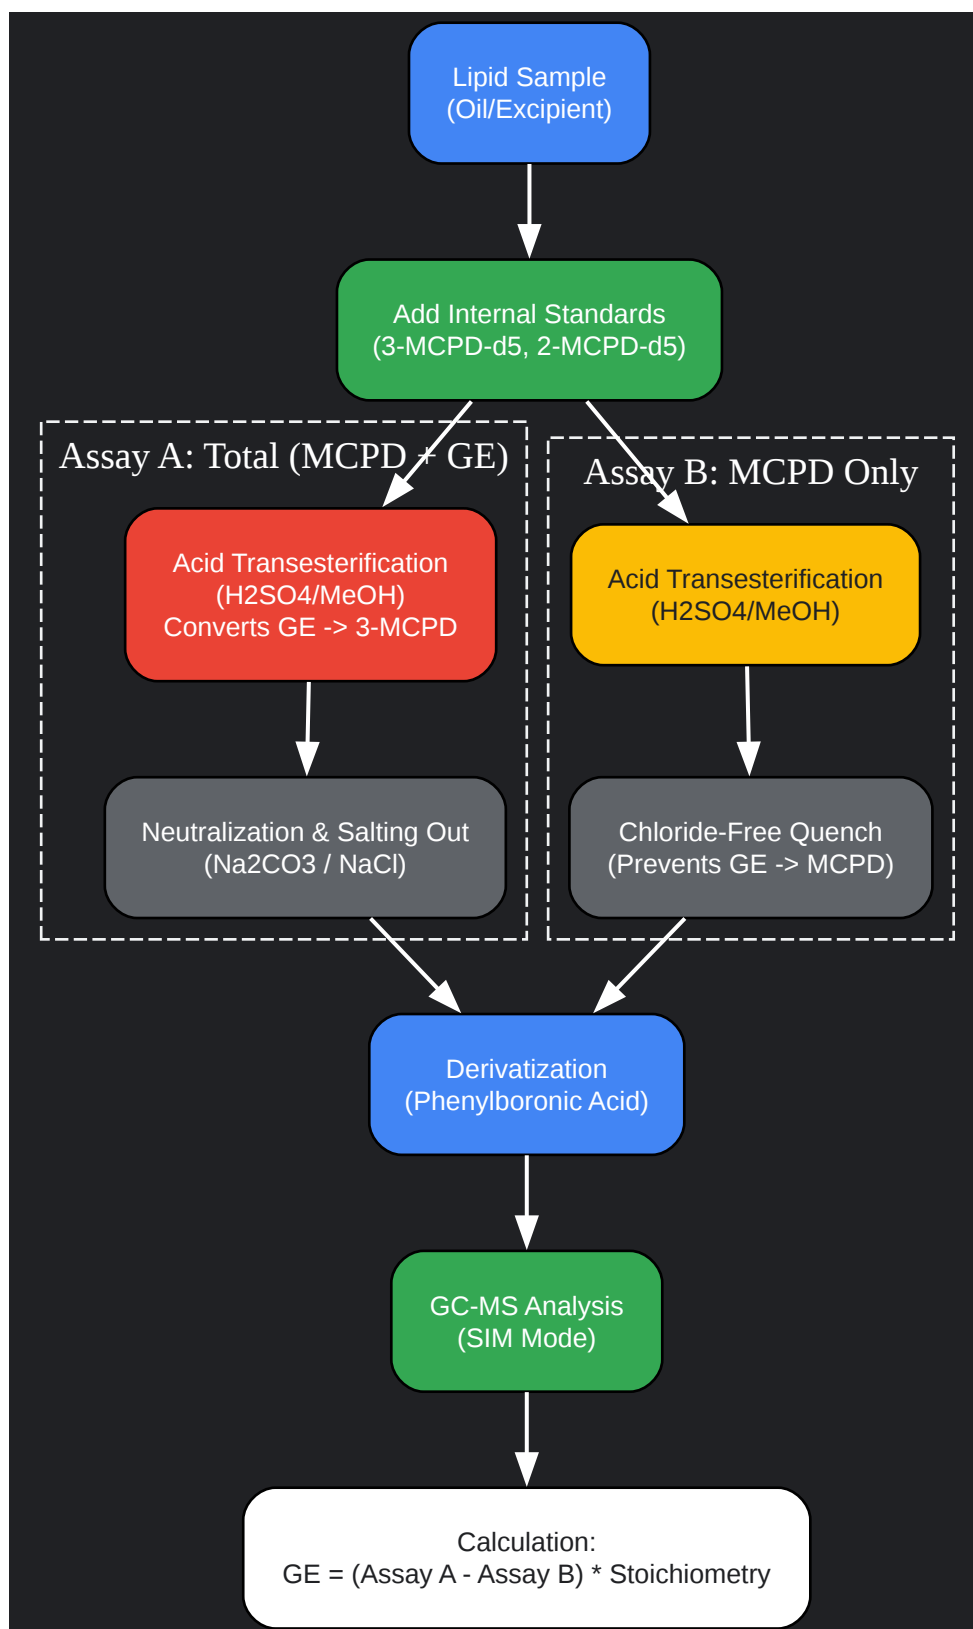 Lipid Sample
(Oil/Excipient)
Add Internal Standards
(3-MCPD-d5, 2-MCPD-d5)
Assay A: Total (MCPD + GE)
Acid Transesterification
(H2SO4/MeOH)
Converts GE -> 3-MCPD
Neutralization & Salting Out
(Na2CO3 / NaCl)
Assay B: MCPD Only
Acid Transesterification
(H2SO4/MeOH)
Chloride-Free Quench
(Prevents GE -> MCPD)
Derivatization
(Phenylboronic Acid)
GC-MS Analysis
(SIM Mode)
Calculation:
GE = (Assay A - Assay B) * Stoichiometry